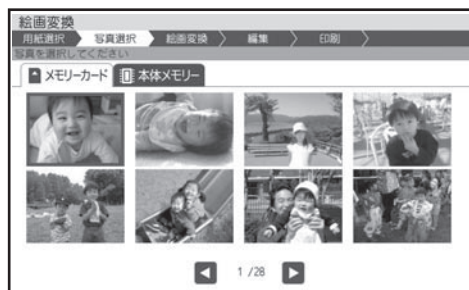 絵画変換
用紙選択 写真選択 絵画変換 編集 印刷
写真を選択してください
メモリーカード 本体メモリー
1 /28